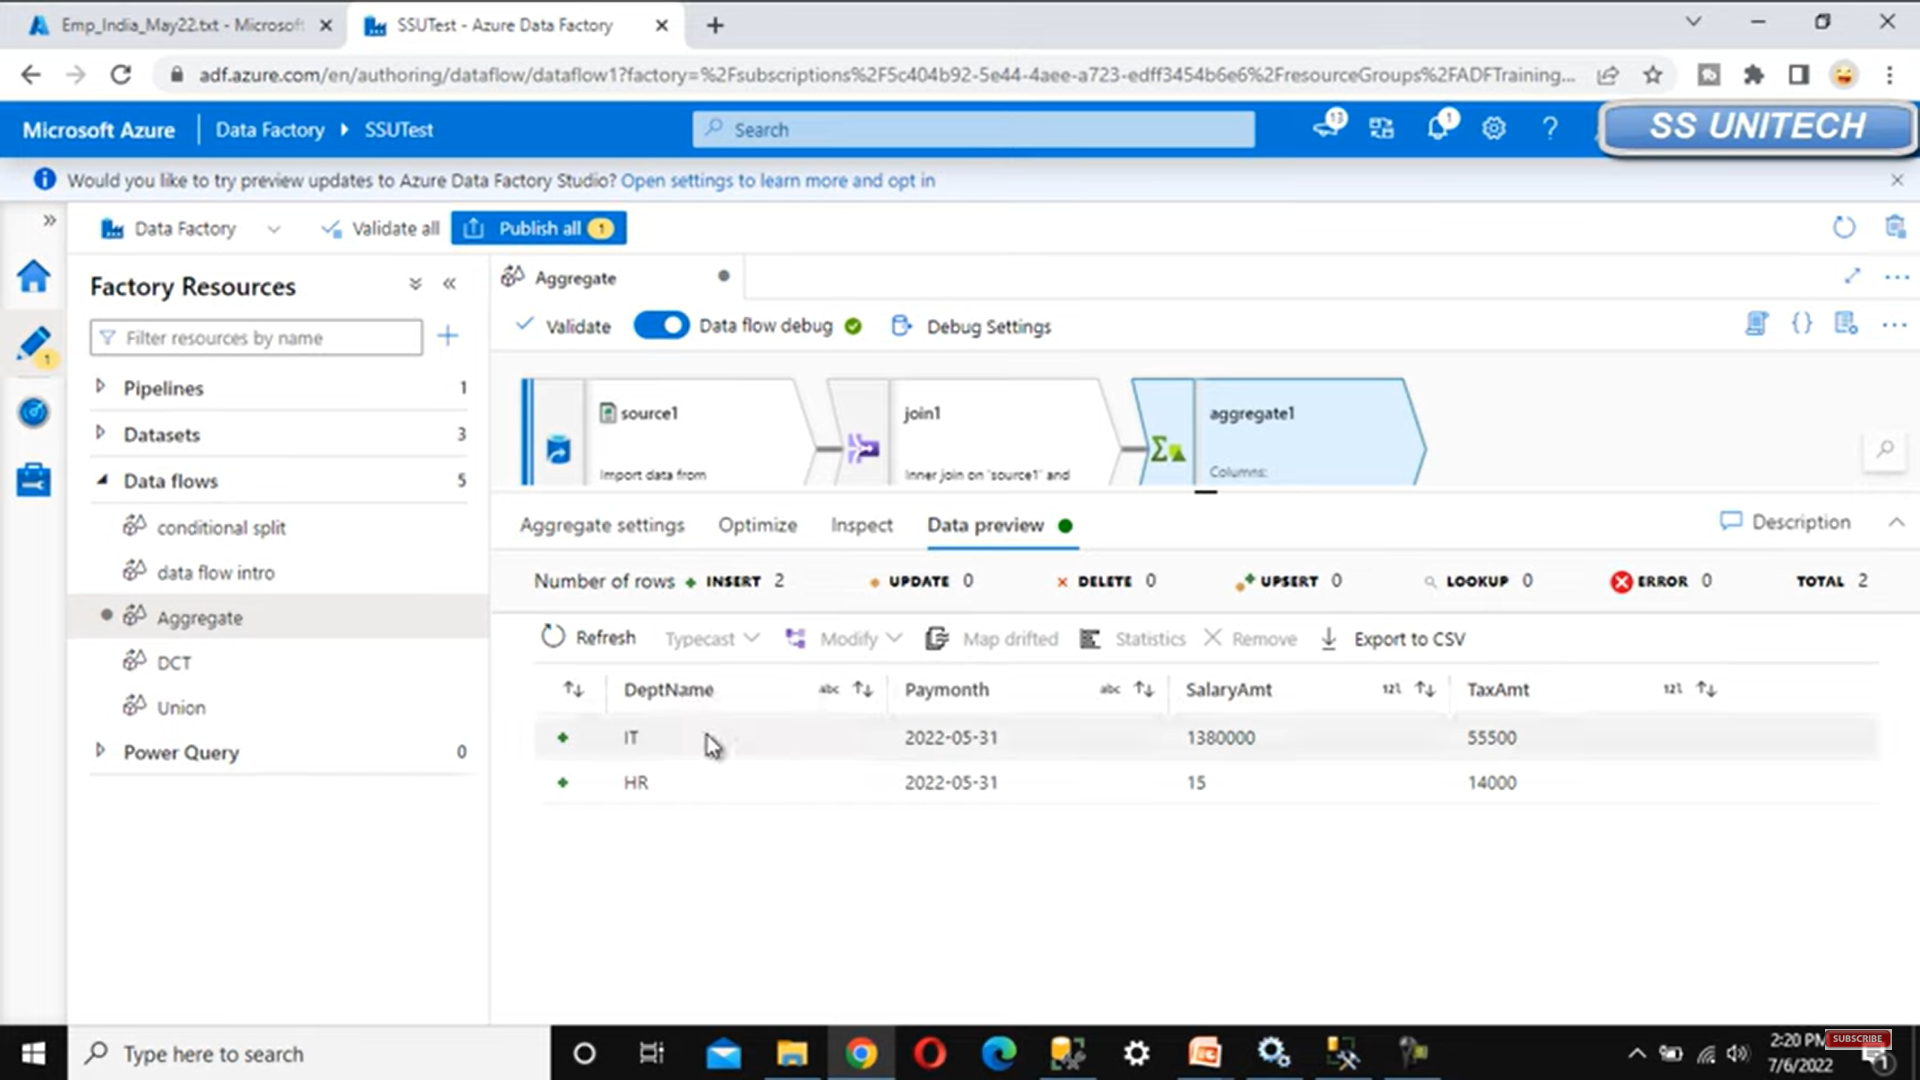 Emp_India_May22.txt - Microsoft
SSUTest - Azure Data Factory
adf.azure.com/en/authoring/dataflow/dataflow1?factory=%2Fsubscriptions%2F5c404b92-5e44-4aee-a723-edff3454b6e6%2FresourceGroups%2FADFTraining...
Microsoft Azure
Data Factory
SSUTest
Search
13
1
SS UNITECH
Would you like to try preview updates to Azure Data Factory Studio? Open settings to learn more and opt in
Data Factory
Validate all
Publish all 1
Factory Resources
Aggregate
Filter resources by name
Validate
Data flow debug
Debug Settings
1
Pipelines 1
Datasets 3
Data flows 5
conditional split
data flow intro
Aggregate
DCT
Union
Power Query 0
source1
Import data from
join1
Inner join on 'source1' and
aggregate1
Columns:
Aggregate settings
Optimize
Inspect
Data preview
Description
Number of rows INSERT 2 UPDATE 0 DELETE 0 UPSERT 0 LOOKUP 0 ERROR 0 TOTAL 2
Refresh Typecast Modify Map drifted Statistics Remove Export to CSV
DeptName abc Paymonth abc SalaryAmt 12l TaxAmt 12l
IT 2022-05-31 1380000 55500
HR 2022-05-31 15 14000
Type here to search
2:20 PM
7/6/2022
SUBSCRIBE
1